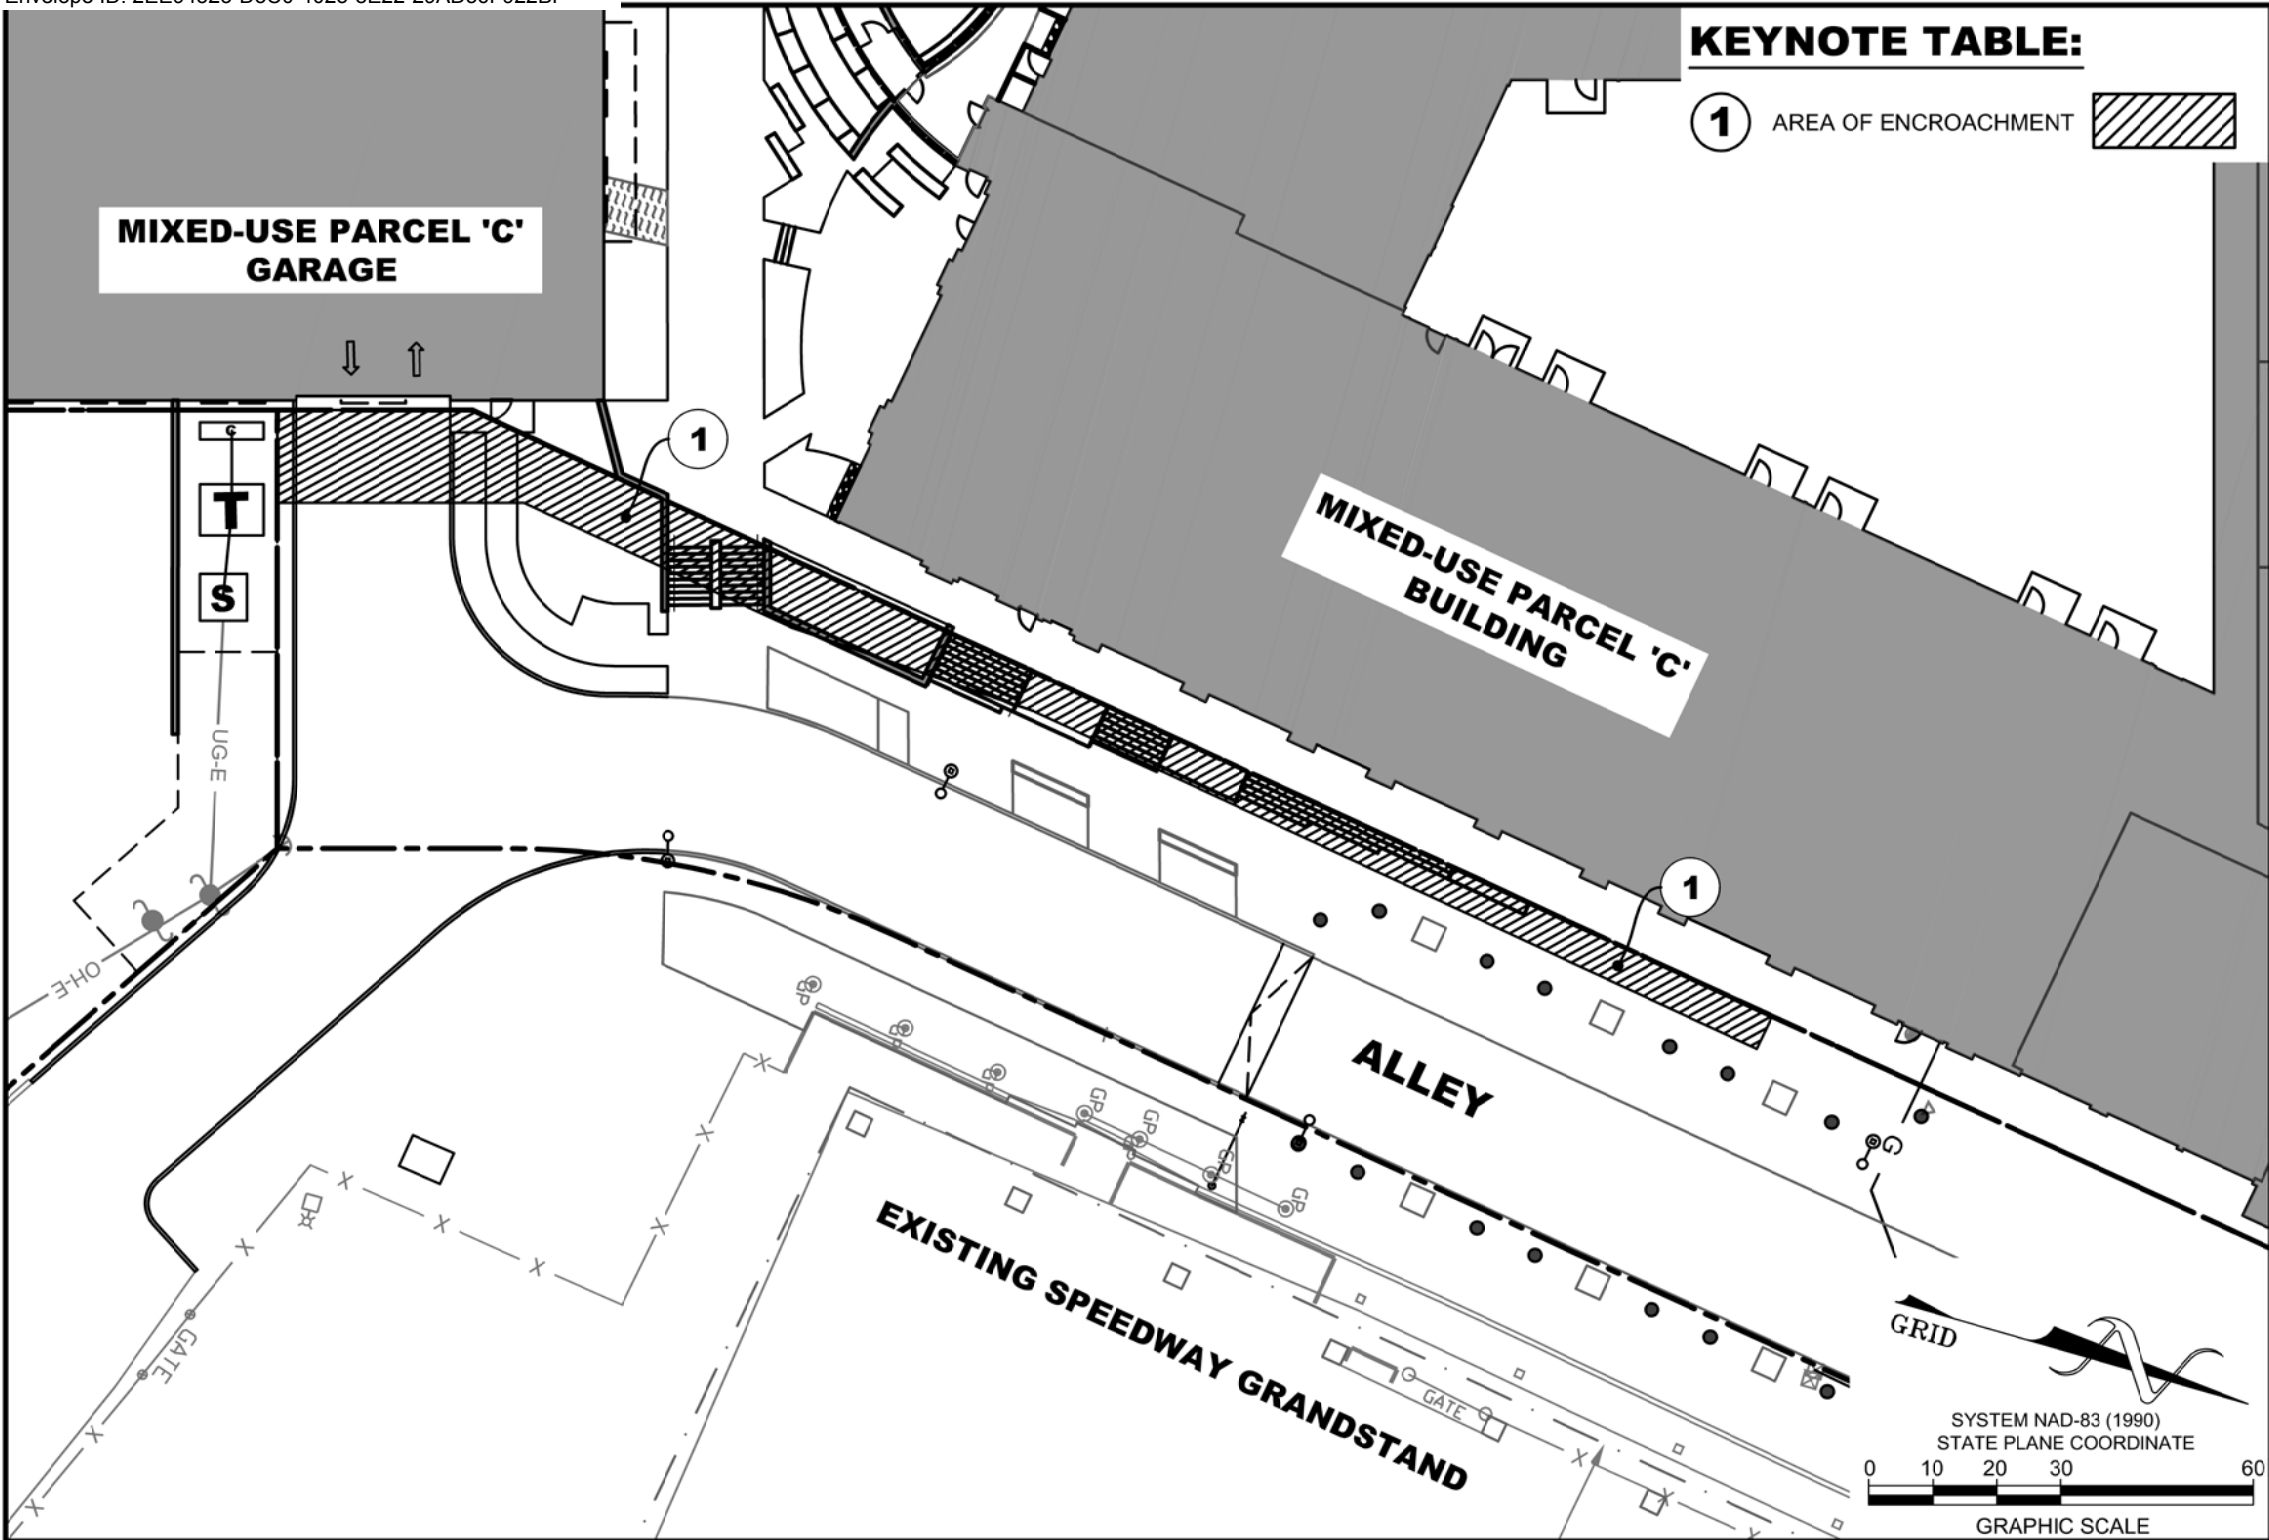 KEYNOTE TABLE:
1 AREA OF ENCROACHMENT
MIXED-USE PARCEL 'C'
GARAGE
1
C
T
S
UG-E
OH-E
MIXED-USE PARCEL 'C'
BUILDING
1
ALLEY
GP
GP
GP
GP
GP
G
EXISTING SPEEDWAY GRANDSTAND
X
X
X
X
X
X
X
X
X
GATE
GATE
X
X
GRID
N
SYSTEM NAD-83 (1990)
STATE PLANE COORDINATE
0 10 20 30 60
GRAPHIC SCALE